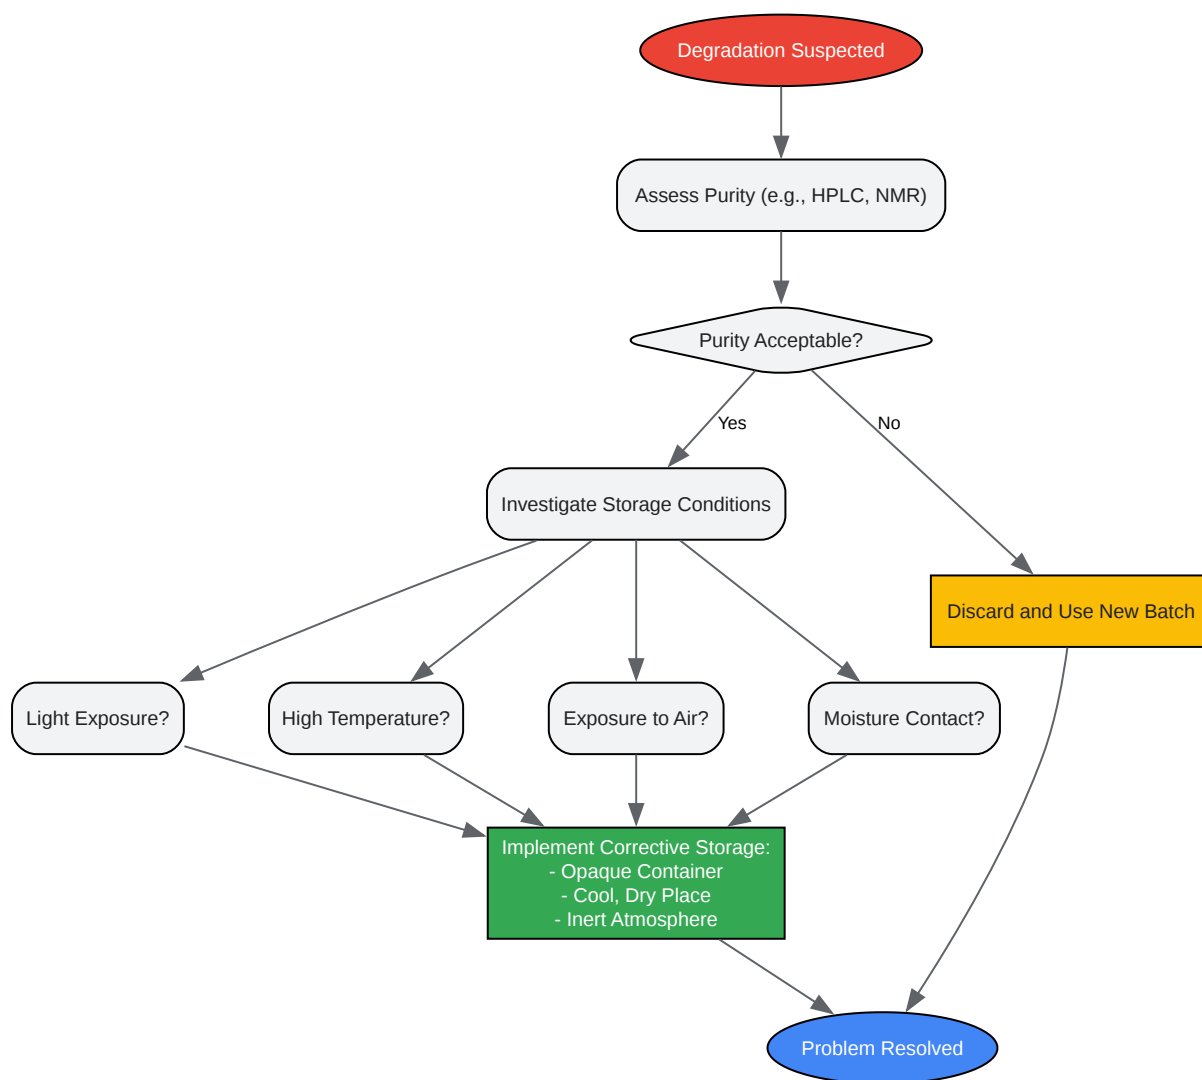 Degradation Suspected
Assess Purity (e.g., HPLC, NMR)
Purity Acceptable?
Yes
No
Investigate Storage Conditions
Discard and Use New Batch
Light Exposure?
High Temperature?
Exposure to Air?
Moisture Contact?
Implement Corrective Storage:
- Opaque Container
- Cool, Dry Place
- Inert Atmosphere
Problem Resolved